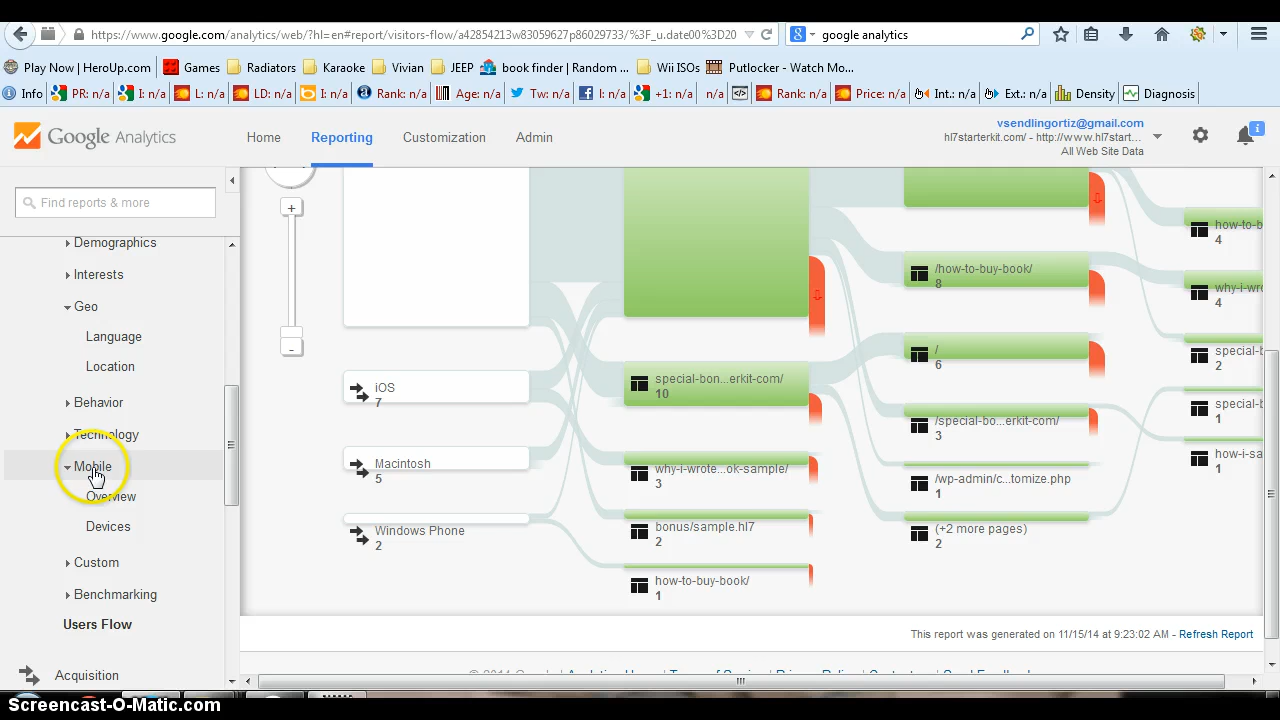 https://www.google.com/analytics/web/?hl=en#report/visitors-flow/a42854213w83059627p86029733/%3F_u.date00%3D20
google analytics
Play Now | HeroUp.com Games Radiators Karaoke Vivian JEEP book finder | Random ... Wii ISOs Putlocker - Watch Mo...
Info PR: n/a I: n/a L: n/a LD: n/a I: n/a Rank: n/a Age: n/a Tw: n/a I: n/a +1: n/a n/a Rank: n/a Price: n/a Int.: n/a Ext.: n/a Density Diagnosis
Google Analytics
Home Reporting Customization Admin
vsendlingortiz@gmail.com
hl7starterkit.com/ - http://www.hl7start...
All Web Site Data
Find reports & more
Demographics
Interests
Geo
Language
Location
Behavior
Technology
Mobile
Overview
Devices
Custom
Benchmarking
Users Flow
Acquisition
iOS
7
Macintosh
5
Windows Phone
2
special-bon...erkit-com/
10
why-i-wrote...ok-sample/
3
bonus/sample.hl7
2
how-to-buy-book/
1
/how-to-buy-book/
8
/
6
/special-bo...erkit-com/
3
/wp-admin/c...tomize.php
1
(+2 more pages)
2
how-to-b
4
why-i-wro
4
special-b
2
special-b
1
how-i-sa
1
This report was generated on 11/15/14 at 9:23:02 AM - Refresh Report
Screencast-O-Matic.com